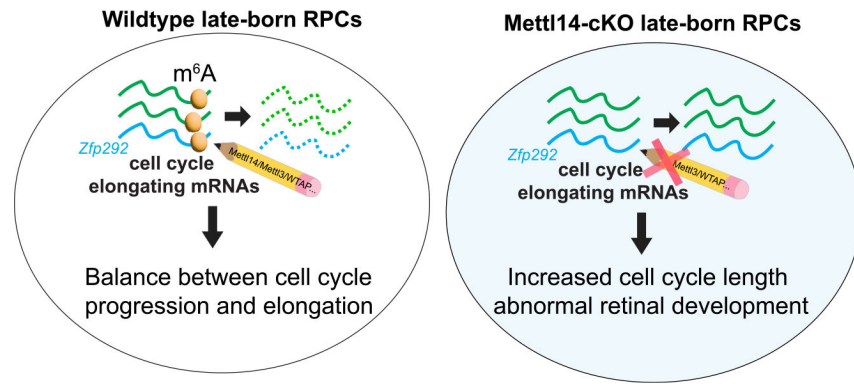 Wildtype late-born RPCs
m⁶A
Zfp292
Mettl14/Mettl3/WTAP...
cell cycle
elongating mRNAs
Balance between cell cycle
progression and elongation
Mettl14-cKO late-born RPCs
Zfp292
Mettl3/WTAP...
cell cycle
elongating mRNAs
Increased cell cycle length
abnormal retinal development